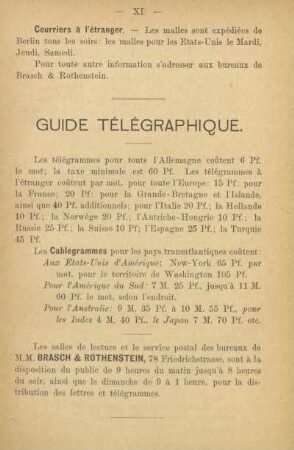 — XI —
Courriers à l'étranger. — Les malles sont expédiées de
Berlin tous les soirs: les malles pour les Etats-Unis le Mardi,
Jeudi, Samedi.
Pour toute autre information s'adresser aux bureaux de
Brasch & Rothenstein.
GUIDE TÉLÉGRAPHIQUE.
Les télégrammes pour toute l'Allemagne coûtent 6 Pf.
le mot; la taxe minimale est 60 Pf. Les télégrammes à
l'étranger coûtent par mot, pour toute l'Europe: 15 Pf; pour
la France; 20 Pf; pour la Grande-Bretagne et l'Islande,
ainsi que 40 Pf. additionnels; pour l'Italie 20 Pf.; la Hollande
10 Pf.; la Norwège 20 Pf.; l'Autriche-Hongrie 10 Pf.; la
Russie 25 Pf.; la Suisse 10 Pf.; l'Espagne 25 Pf.; la Turquie
45 Pf.
Les Cablegrammes pour les pays transatlantiques coûtent:
Aux Etats-Unis d'Amérique: New-York 65 Pf. par
mot, pour le territoire de Washington 105 Pf.
Pour l'Amérique du Sud: 7 M. 25 Pf., jusqu'à 11 M.
60 Pf. le mot, selon l'endroit.
Pour l'Australie: 9 M. 35 Pf. à 10 M. 55 Pf., pour
les Indes 4 M. 40 Pf., le Japon 7 M. 70 Pf. etc.
Les salles de lecture et le service postal des bureaux de
M.M. BRASCH & ROTHENSTEIN, 78 Friedrichstrasse, sont à la
disposition du public de 9 heures du matin jusqu'à 8 heures
du soir, ainsi que le dimanche de 9 à 1 heure, pour la dis-
tribution des lettres et télégrammes.